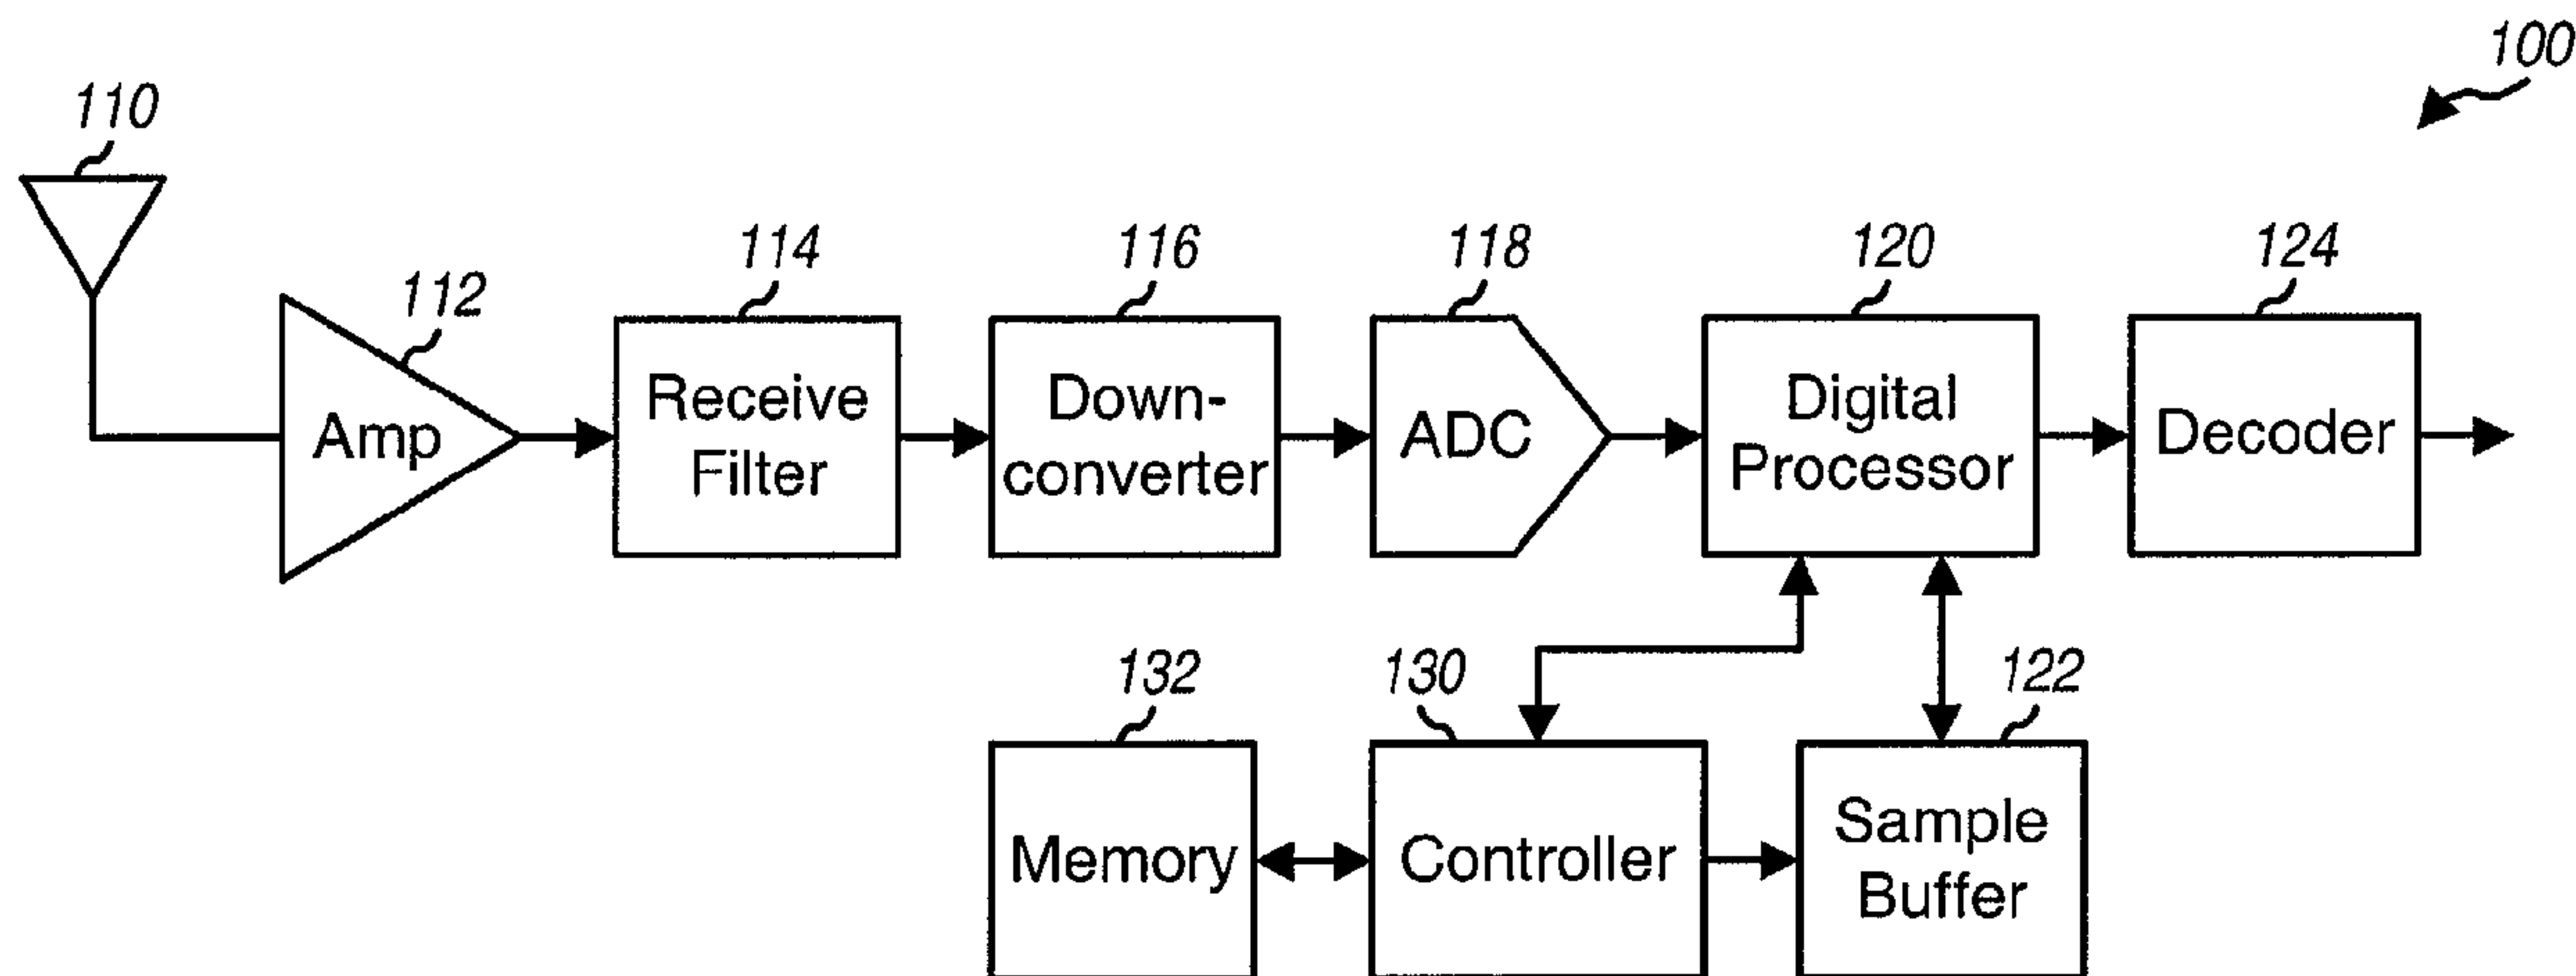 100
110
112
114
116
118
120
124
Amp
Receive
Filter
Down-
converter
ADC
Digital
Processor
Decoder
132
130
122
Memory
Controller
Sample
Buffer